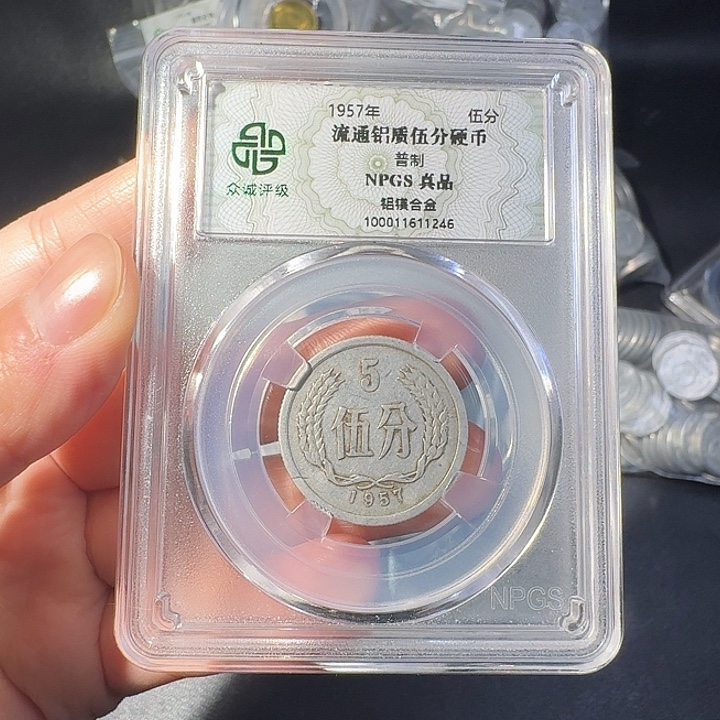 1957年 伍分
流通铝质伍分硬币
普制
NPGS 真品
铝镁合金
100011611246
众诚评级
5
伍分
1957
NPGS